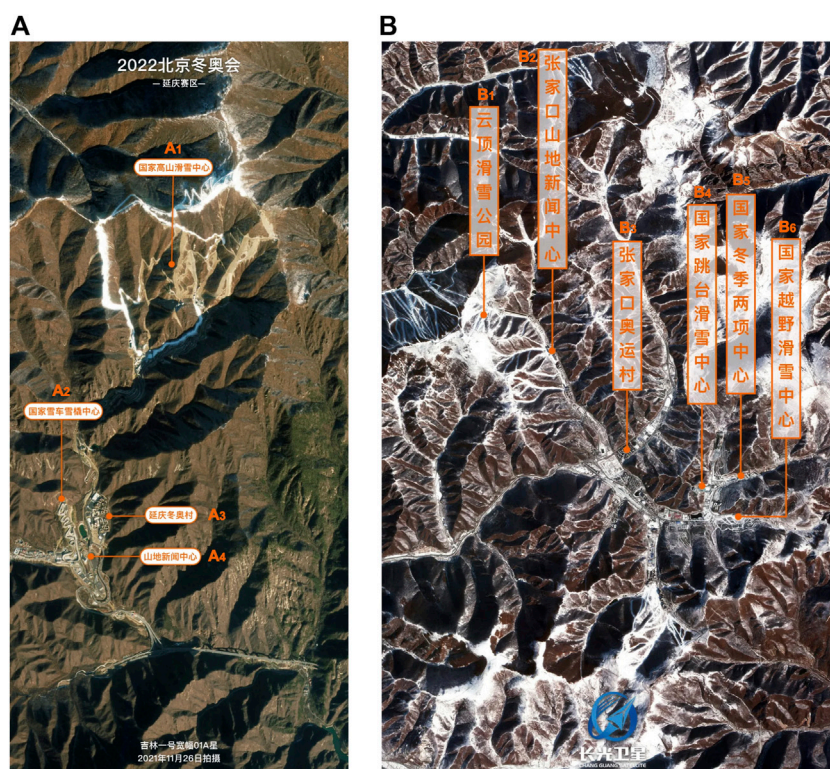 A
2022北京冬奥会
—延庆赛区—
A1
国家高山滑雪中心
A2
国家雪车雪橇中心
延庆冬奥村 A3
山地新闻中心 A4
吉林一号宽幅01A星
2021年11月26日拍摄
B
B1
云顶滑雪公园
B2
张家口山地新闻中心
B3
张家口奥运村
B4
国家跳台滑雪中心
B5
国家冬季两项中心
B6
国家越野滑雪中心
长光卫星
CHANG GUANG SATELLITE